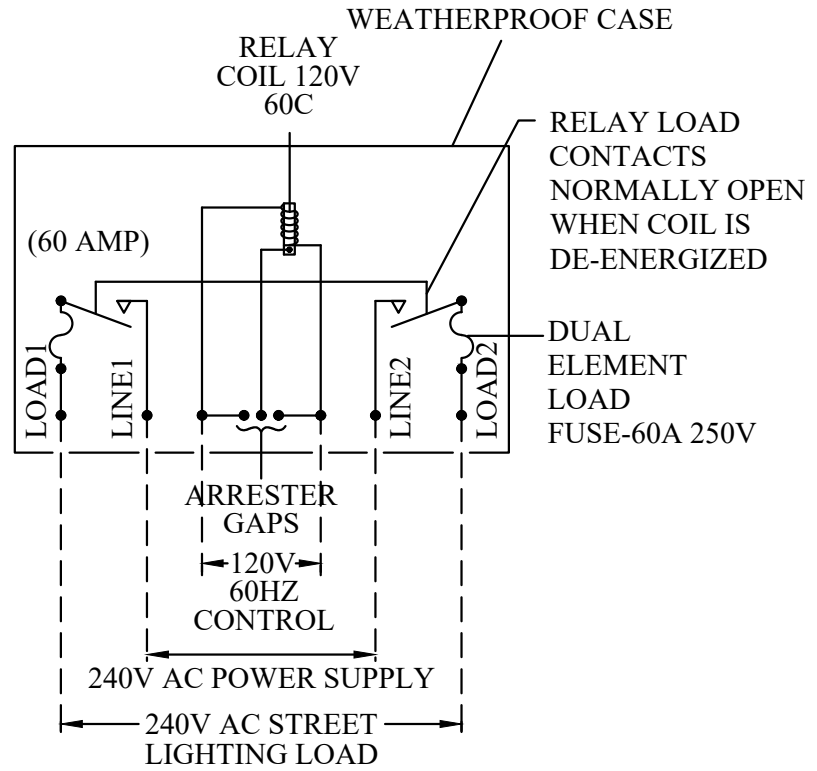 WEATHERPROOF CASE
RELAY
COIL 120V
60C
RELAY LOAD
CONTACTS
NORMALLY OPEN
WHEN COIL IS
DE-ENERGIZED
(60 AMP)
DUAL
ELEMENT
LOAD
FUSE-60A 250V
LOAD1
LINE1
LINE2
LOAD2
ARRESTER
GAPS
120V
60HZ
CONTROL
240V AC POWER SUPPLY
240V AC STREET
LIGHTING LOAD